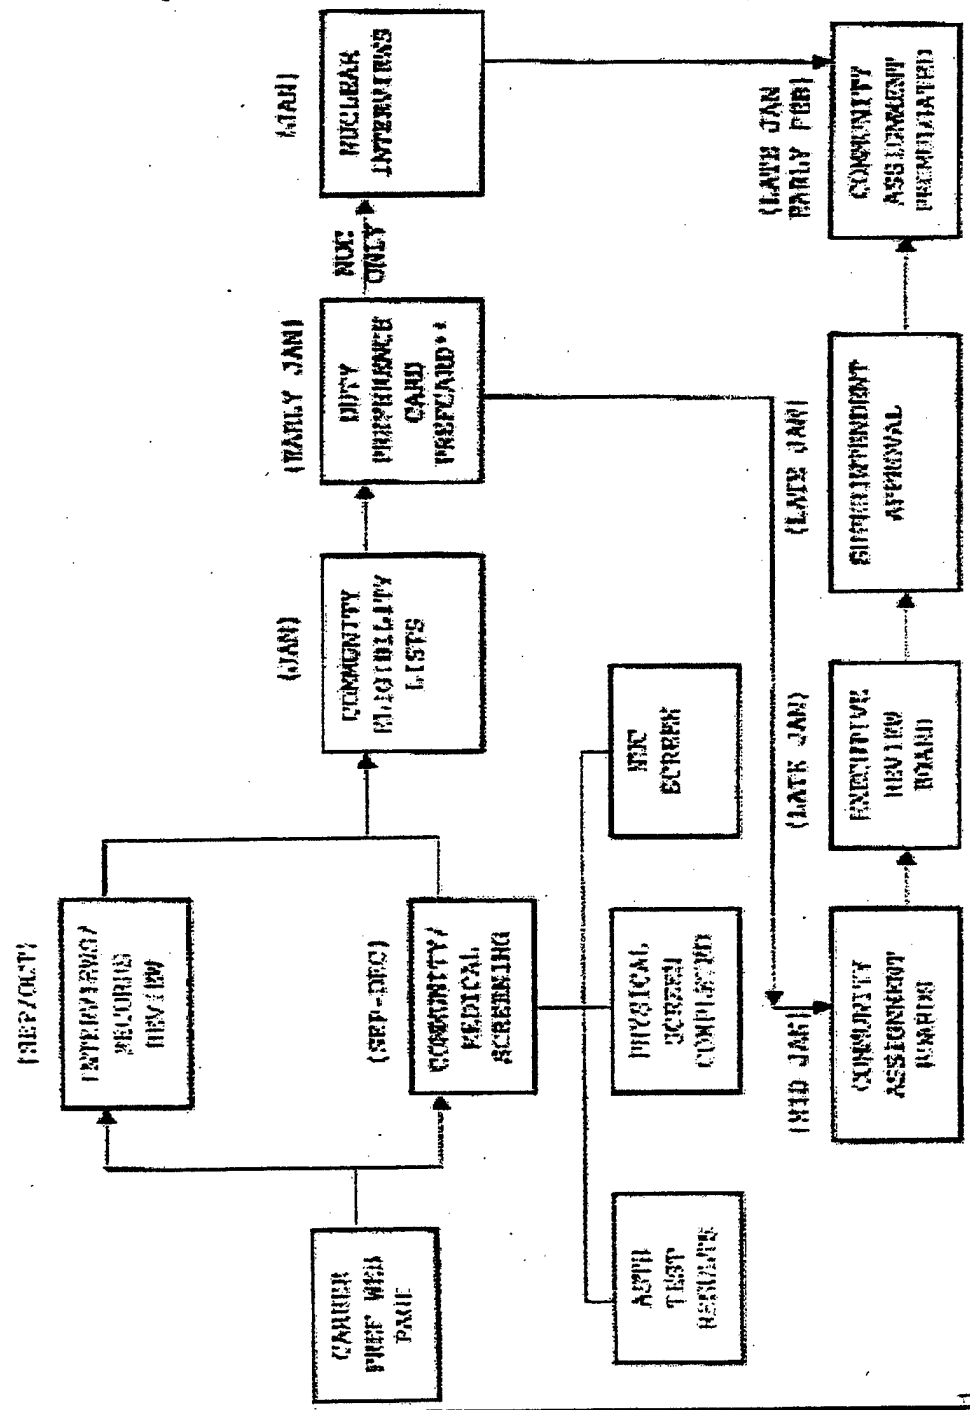 (SEP/OCT)
INTERVIEWS/
RECORDS
REVIEW
CAREER
PREF WEB
PAGE
(SEP-DEC)
COMMUNITY/
MEDICAL
SCREENING
ASTB
TEST
RESULTS
PHYSICAL
SCREEN
COMPLETED
NUC
SCREEN
(JAN)
COMMUNITY
ELIGIBILITY
LISTS
(EARLY JAN)
DUTY
PREFERENCE
CARD
PREFCARD**
NUC
ONLY
(JAN)
NUCLEAR
INTERVIEWS
(MID JAN)
COMMUNITY
ASSIGNMENT
BOARDS
(LATE JAN)
EXECUTIVE
REVIEW
BOARD
(LATE JAN)
SUPERINTENDENT
APPROVAL
(LATE JAN
EARLY FEB)
COMMUNITY
ASSIGNMENT
PROMULGATED